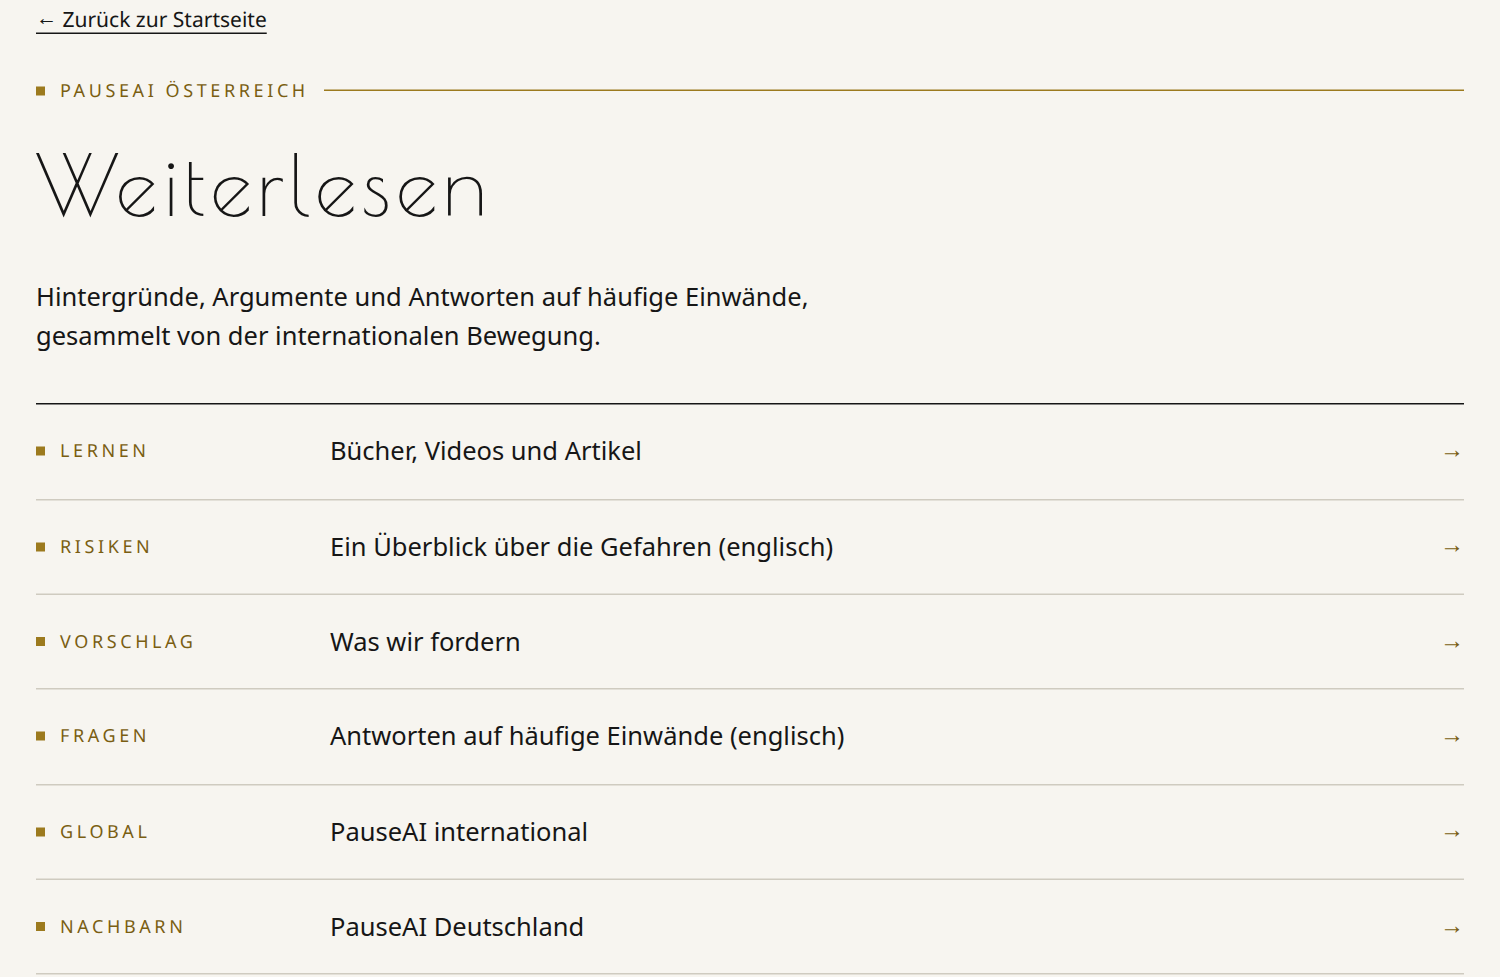 ← Zurück zur Startseite
PAUSEAI ÖSTERREICH
Weiterlesen
Hintergründe, Argumente und Antworten auf häufige Einwände,
gesammelt von der internationalen Bewegung.
LERNEN Bücher, Videos und Artikel →
RISIKEN Ein Überblick über die Gefahren (englisch) →
VORSCHLAG Was wir fordern →
FRAGEN Antworten auf häufige Einwände (englisch) →
GLOBAL PauseAI international →
NACHBARN PauseAI Deutschland →